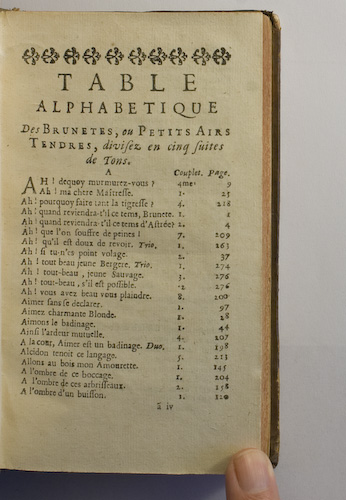 TABLE
ALPHABETIQUE
Des BRUNETES, ou PETITS AIRS
TENDRES, divisez en cinq suites
de Tons.
A Couplet. Page.
AH! dequoy murmurez-vous? 4me. 9
Ah! ma chere Maîtresse. 1. 25
Ah! pourquoy faire tant la tigresse? 4. 218
Ah! quand reviendra-t'il ce tems, Brunete. 1. 2
Ah! quand reviendra-t'il ce tems d'Astrée? 2. 4
Ah! que l'on souffre de peines! 7. 209
Ah! qu'il est doux de revoir. Trio. 1. 163
Ah! si tu n'es point volage. 2. 37
Ah! tout beau jeune Bergere. Trio. 1. 274
Ah! tout-beau, jeune Sauvage. 3. 276
Ah! tout-beau, s'il est possible. 2 276
Ah! vous avez beau vous plaindre. 8. 200
Aimer sans se declarer. 1. 97
Aimez charmante Blonde. 1. 28
Aimons le badinage. 1. 44
Ainsi l'ardeur mutuelle. 4. 107
A la cour, Aimer est un badinage. Duo. 1. 198
Alcidon tenoit ce langage. 5. 213
Allons au bois mon Amourette. 1. 145
A l'ombre de ce boccage. 1. 204
A l'ombre de ces arbrisseaux. 2. 158
A l'ombre d'un buisson. 1. 120
ã iv